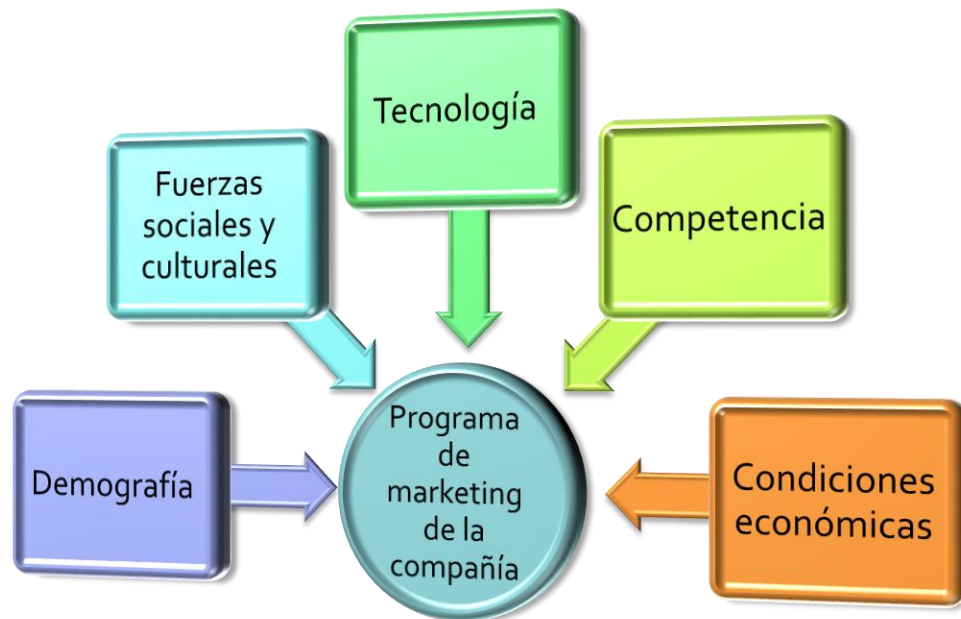 Tecnología
Fuerzas
sociales y
culturales
Competencia
Demografía
Programa
de
marketing
de la
compañía
Condiciones
económicas